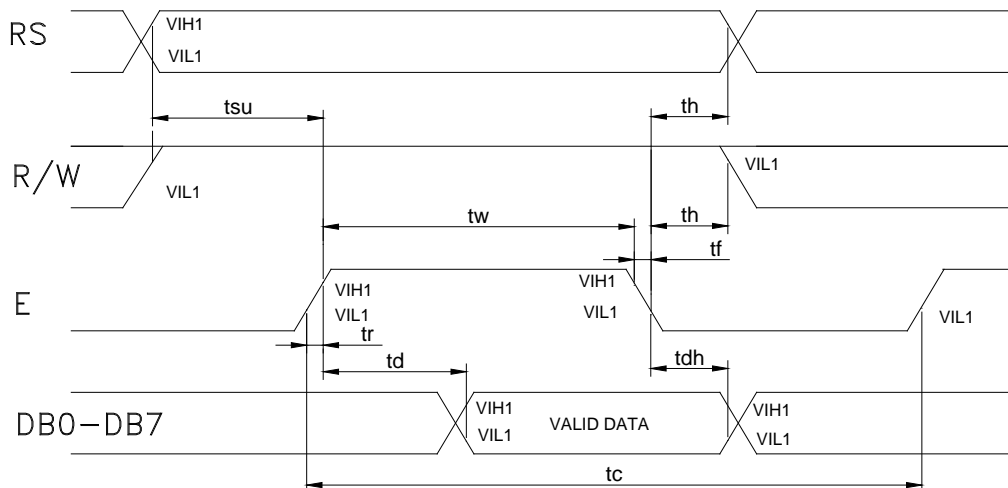 RS
VIH1
VIL1
tsu
th
R/W
VIL1
VIL1
tw
th
tf
E
VIH1
VIL1
VIH1
VIL1
VIL1
tr
td
tdh
DB0-DB7
VIH1
VIL1
VALID DATA
VIH1
VIL1
tc